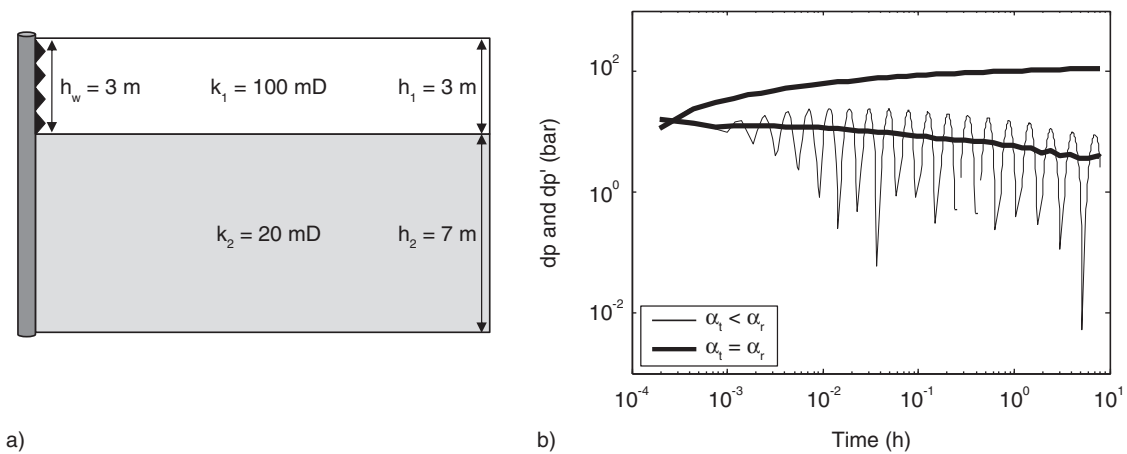 h_w = 3 m
k_1 = 100 mD
h_1 = 3 m
k_2 = 20 mD
h_2 = 7 m
a)
dp and dp' (bar)
10^2
10^0
10^-2
α_t < α_r
α_t = α_r
10^-4
10^-3
10^-2
10^-1
10^0
10^1
Time (h)
b)